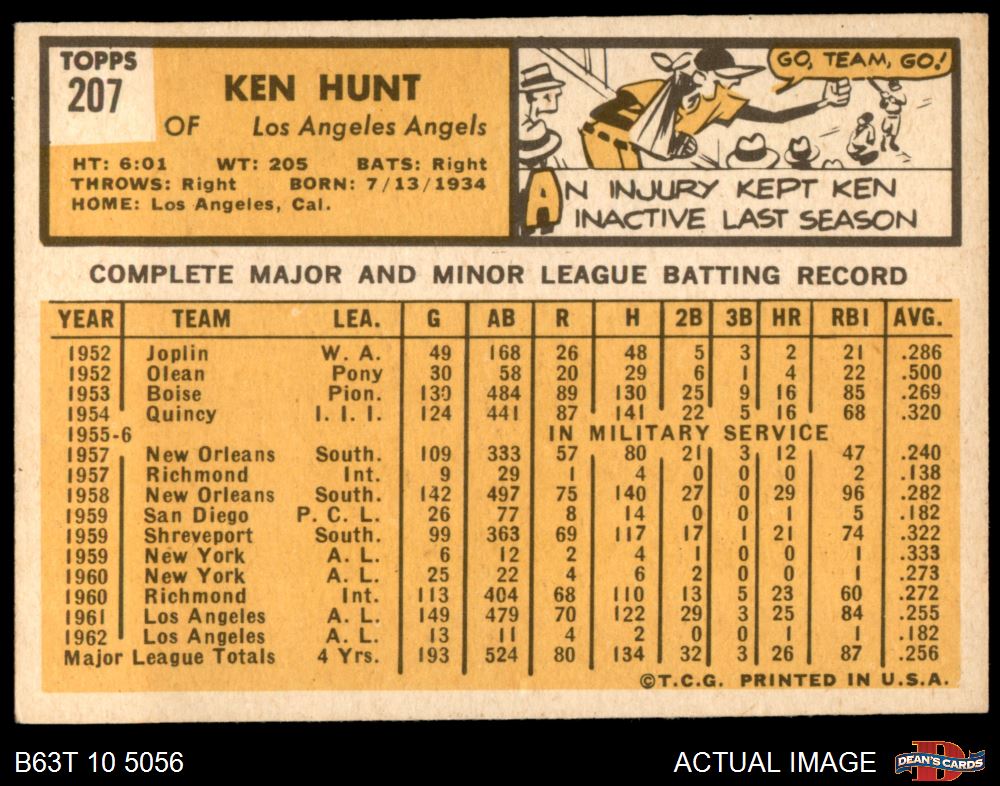 TOPPS
207
KEN HUNT
OF Los Angeles Angels
HT: 6:01 WT: 205 BATS: Right
THROWS: Right BORN: 7/13/1934
HOME: Los Angeles, Cal.
GO, TEAM, GO!
AN INJURY KEPT KEN
INACTIVE LAST SEASON
COMPLETE MAJOR AND MINOR LEAGUE BATTING RECORD
YEAR TEAM LEA. G AB R H 2B 3B HR RBI AVG.
1952 Joplin W. A. 49 168 26 48 5 3 2 21 .286
1952 Olean Pony 30 58 20 29 6 1 4 22 .500
1953 Boise Pion. 130 484 89 130 25 9 16 85 .269
1954 Quincy I. I. I. 124 441 87 141 22 5 16 68 .320
1955-6 IN MILITARY SERVICE
1957 New Orleans South. 109 333 57 80 21 3 12 47 .240
1957 Richmond Int. 9 29 1 4 0 0 0 2 .138
1958 New Orleans South. 142 497 75 140 27 0 29 96 .282
1959 San Diego P. C. L. 26 77 8 14 0 0 1 5 .182
1959 Shreveport South. 99 363 69 117 17 1 21 74 .322
1959 New York A. L. 6 12 2 4 1 0 0 1 .333
1960 New York A. L. 25 22 4 6 2 0 0 1 .273
1960 Richmond Int. 113 404 68 110 13 5 23 60 .272
1961 Los Angeles A. L. 149 479 70 122 29 3 25 84 .255
1962 Los Angeles A. L. 13 11 4 2 0 0 1 1 .182
Major League Totals 4 Yrs. 193 524 80 134 32 3 26 87 .256
©T.C.G. PRINTED IN U.S.A.
B63T 10 5056 ACTUAL IMAGE
DEAN'S CARDS